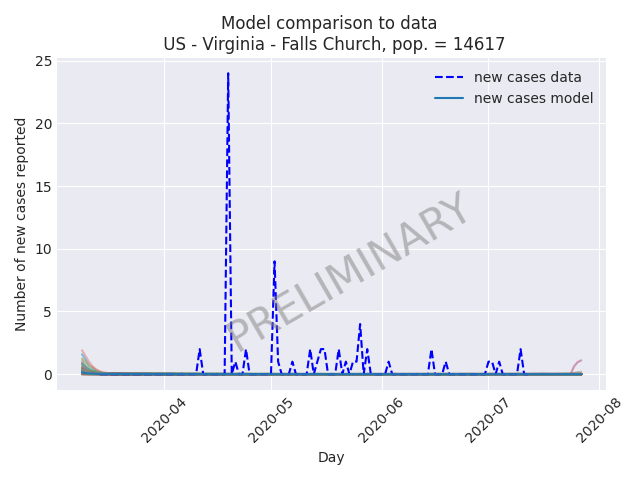 Model comparison to data
US - Virginia - Falls Church, pop. = 14617
25
20
15
10
5
0
Number of new cases reported
new cases data
new cases model
PRELIMINARY
2020-04
2020-05
2020-06
2020-07
2020-08
Day